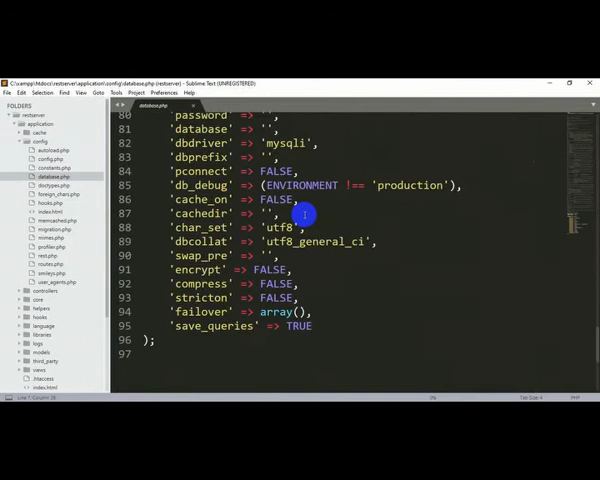 C:\xampp\htdocs\restserver\application\config\database.php (restserver) - Sublime Text (UNREGISTERED)
File Edit Selection Find View Goto Tools Project Preferences Help
FOLDERS
restserver
application
cache
config
autoload.php
config.php
constants.php
database.php
doctypes.php
foreign_chars.php
hooks.php
index.html
memcached.php
migration.php
mimes.php
profiler.php
rest.php
routes.php
smileys.php
user_agents.php
controllers
core
helpers
hooks
language
libraries
logs
models
third_party
views
.htaccess
index.html
database.php
80 'password' => '',
81 'database' => '',
82 'dbdriver' => 'mysqli',
83 'dbprefix' => '',
84 'pconnect' => FALSE,
85 'db_debug' => (ENVIRONMENT !== 'production'),
86 'cache_on' => FALSE,
87 'cachedir' => '',
88 'char_set' => 'utf8',
89 'dbcollat' => 'utf8_general_ci',
90 'swap_pre' => '',
91 'encrypt' => FALSE,
92 'compress' => FALSE,
93 'stricton' => FALSE,
94 'failover' => array(),
95 'save_queries' => TRUE
96 );
97
Tab Size: 4 PHP